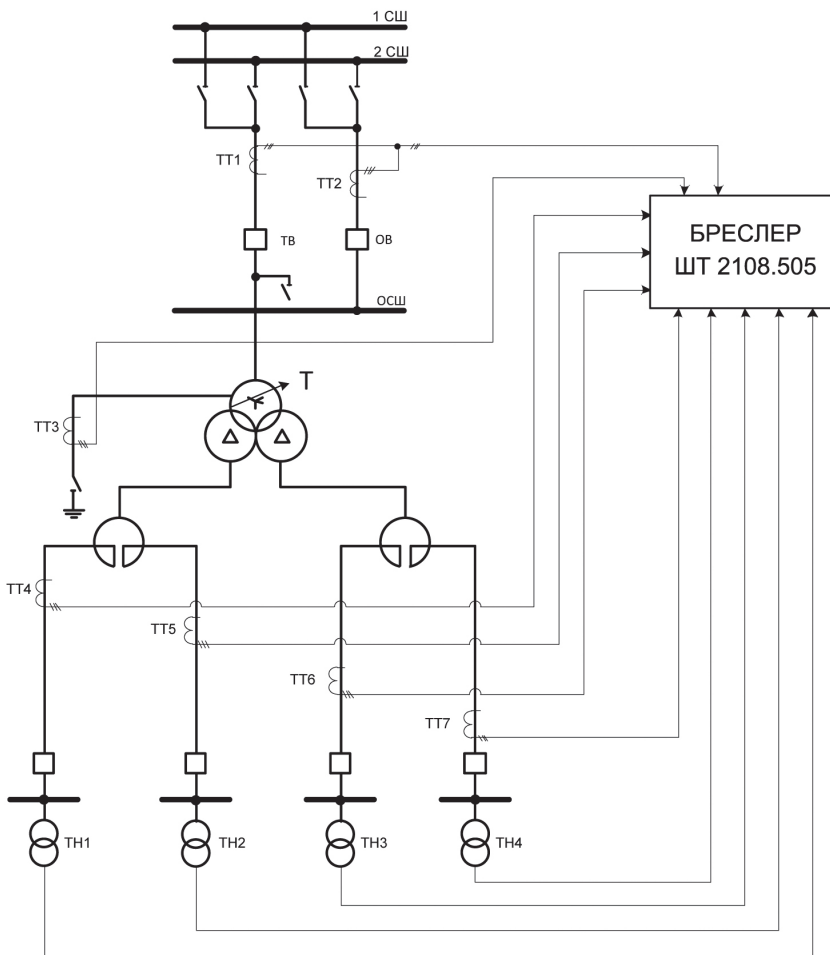 1 СШ
2 СШ
ТТ1
ТТ2
БРЕСЛЕР
ШТ 2108.505
ТВ
ОВ
ОСШ
Т
ТТ3
ТТ4
ТТ5
ТТ6
ТТ7
ТН1
ТН2
ТН3
ТН4